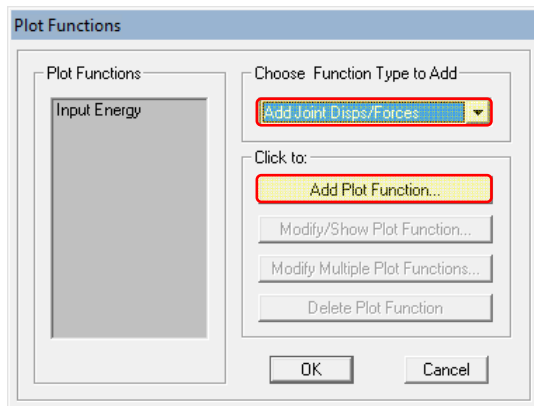 Plot Functions
Plot Functions
Input Energy
Choose Function Type to Add
Add Joint Disps/Forces
Click to:
Add Plot Function...
Modify/Show Plot Function...
Modify Multiple Plot Functions...
Delete Plot Function
OK
Cancel